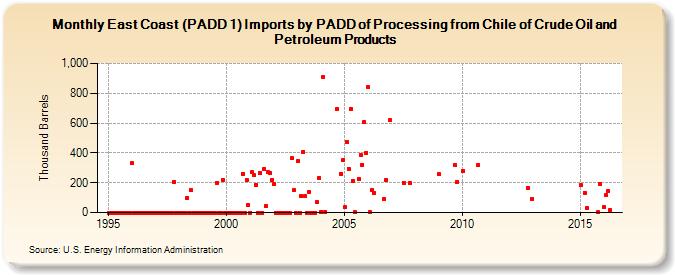 Monthly East Coast (PADD 1) Imports by PADD of Processing from Chile of Crude Oil and
Petroleum Products
Thousand Barrels
1,000
800
600
400
200
0
1995
2000
2005
2010
2015
Source: U.S. Energy Information Administration